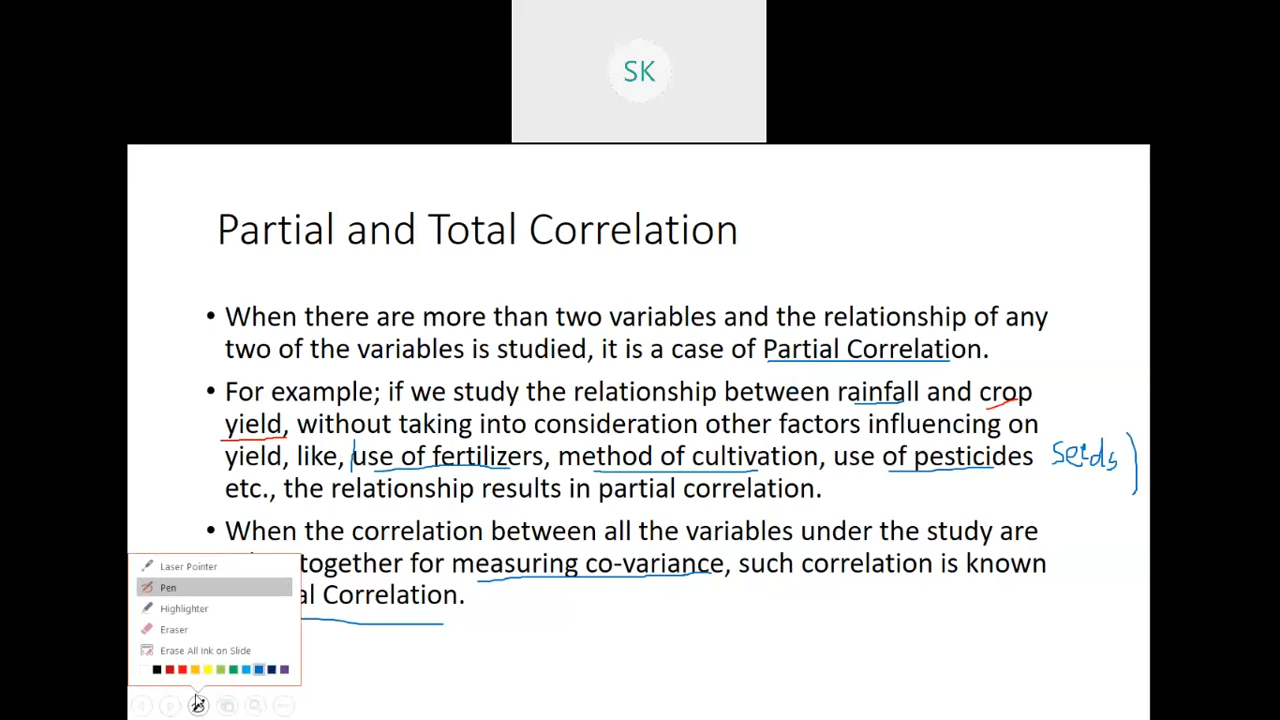 SK
Partial and Total Correlation
• When there are more than two variables and the relationship of any
two of the variables is studied, it is a case of Partial Correlation.
• For example; if we study the relationship between rainfall and crop
yield, without taking into consideration other factors influencing on
yield, like, use of fertilizers, method of cultivation, use of pesticides seeds
etc., the relationship results in partial correlation.
• When the correlation between all the variables under the study are
together for measuring co-variance, such correlation is known
al Correlation.
Laser Pointer
Pen
Highlighter
Eraser
Erase All Ink on Slide